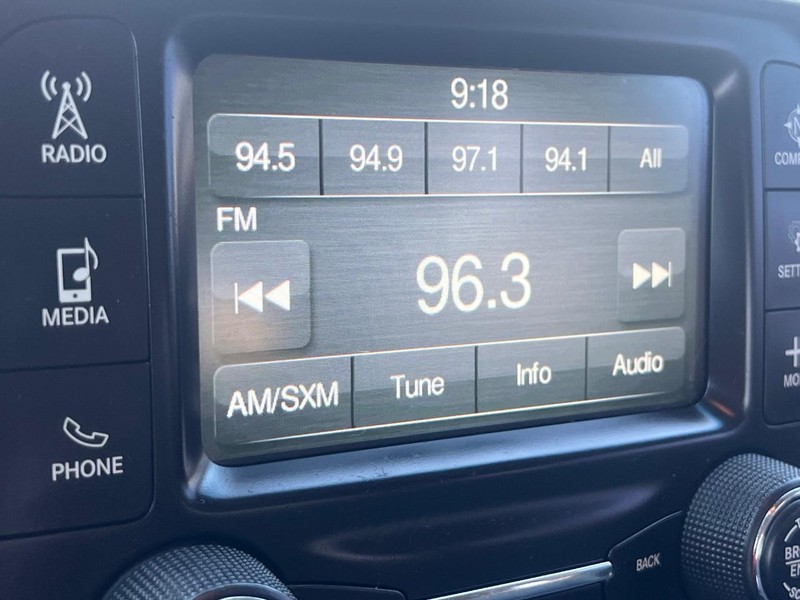 9:18
94.5 94.9 97.1 94.1 All
FM
96.3
AM/SXM Tune Info Audio
RADIO
MEDIA
PHONE
BACK